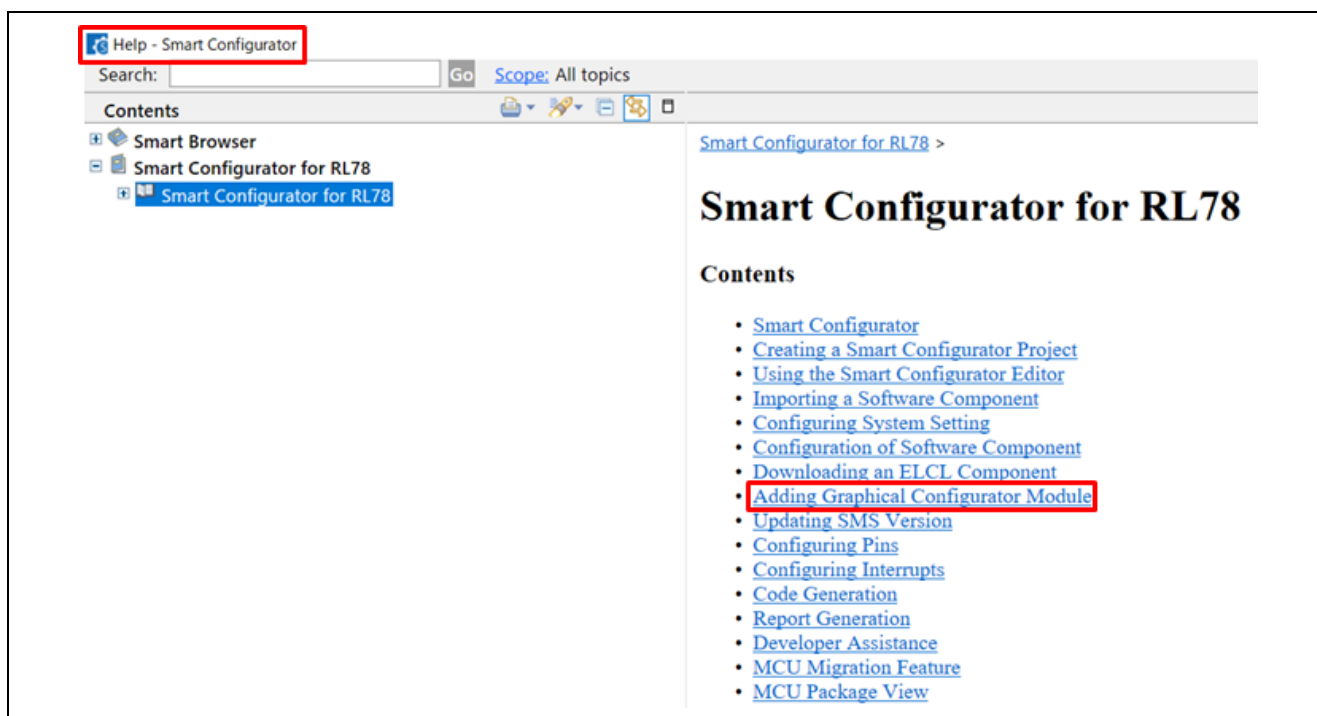 Help - Smart Configurator
Search: Go Scope: All topics
Contents
Smart Browser
Smart Configurator for RL78
Smart Configurator for RL78
Smart Configurator for RL78 >
Smart Configurator for RL78
Contents
• Smart Configurator
• Creating a Smart Configurator Project
• Using the Smart Configurator Editor
• Importing a Software Component
• Configuring System Setting
• Configuration of Software Component
• Downloading an ELCL Component
• Adding Graphical Configurator Module
• Updating SMS Version
• Configuring Pins
• Configuring Interrupts
• Code Generation
• Report Generation
• Developer Assistance
• MCU Migration Feature
• MCU Package View